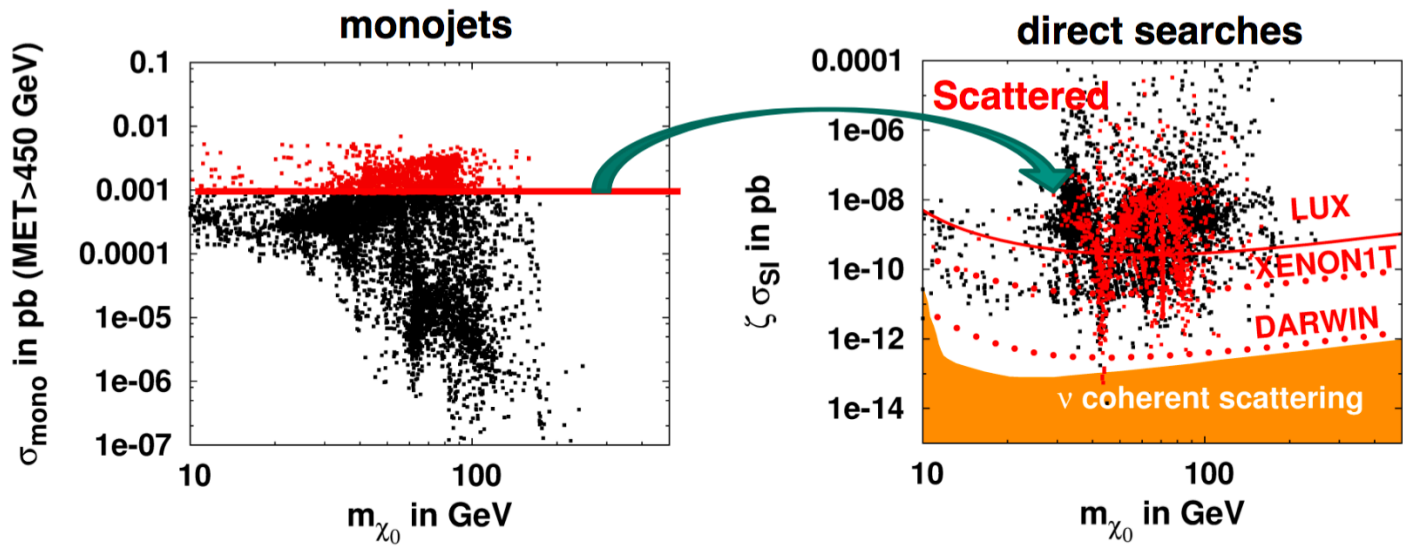 monojets
σmono in pb (MET>450 GeV)
0.1
0.01
0.001
0.0001
1e-05
1e-06
1e-07
10
100
mχ0 in GeV
direct searches
ζ σSI in pb
0.0001
1e-06
1e-08
1e-10
1e-12
1e-14
Scattered
LUX
XENON1T
DARWIN
ν coherent scattering
10
100
mχ0 in GeV